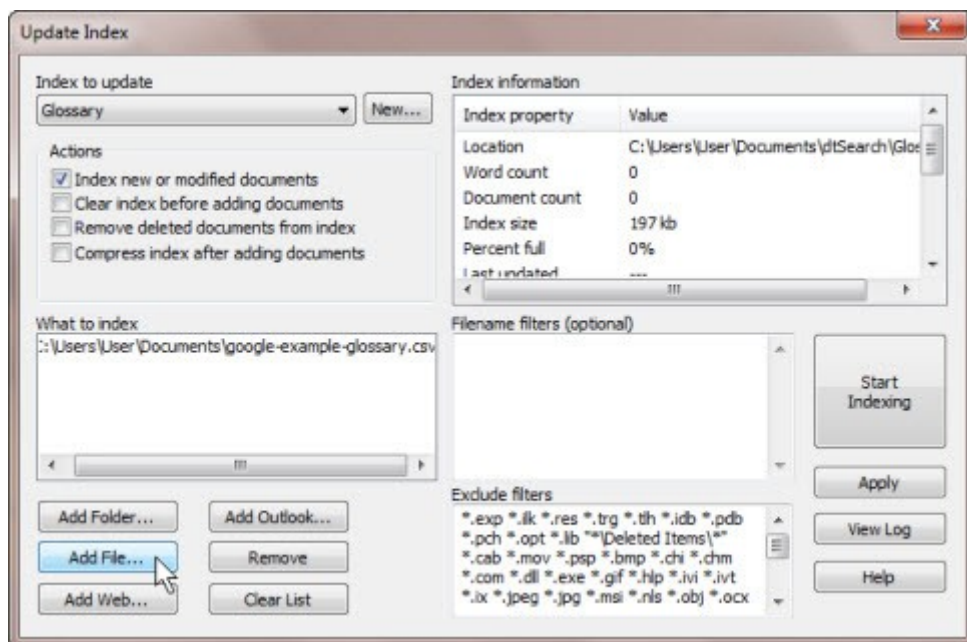 Update Index
Index to update
Glossary
New...
Actions
Index new or modified documents
Clear index before adding documents
Remove deleted documents from index
Compress index after adding documents
Index information
Index property Value
Location C:\Users\User\Documents\dtSearch\Glos
Word count 0
Document count 0
Index size 197 kb
Percent full 0%
Last updated ---
What to index
:\Users\User\Documents\google-example-glossary.csv
Add Folder... Add Outlook...
Add File... Remove
Add Web... Clear List
Filename filters (optional)
Exclude filters
*.exp *.ilk *.res *.trg *.tlh *.idb *.pdb
*.pch *.opt *.lib "*\Deleted Items\*"
*.cab *.mov *.psp *.bmp *.chi *.chm
*.com *.dll *.exe *.gif *.hlp *.ivi *.ivt
*.ix *.jpeg *.jpg *.msi *.nls *.obj *.ocx
Start
Indexing
Apply
View Log
Help